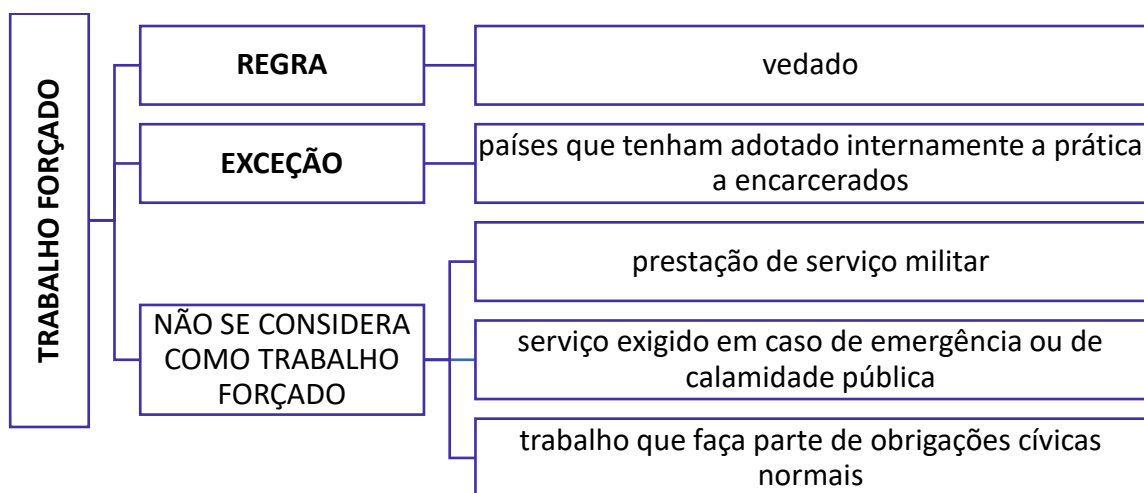 TRABALHO FORÇADO
REGRA
vedado
EXCEÇÃO
países que tenham adotado internamente a prática
a encarcerados
NÃO SE CONSIDERA
COMO TRABALHO
FORÇADO
prestação de serviço militar
serviço exigido em caso de emergência ou de
calamidade pública
trabalho que faça parte de obrigações cívicas
normais